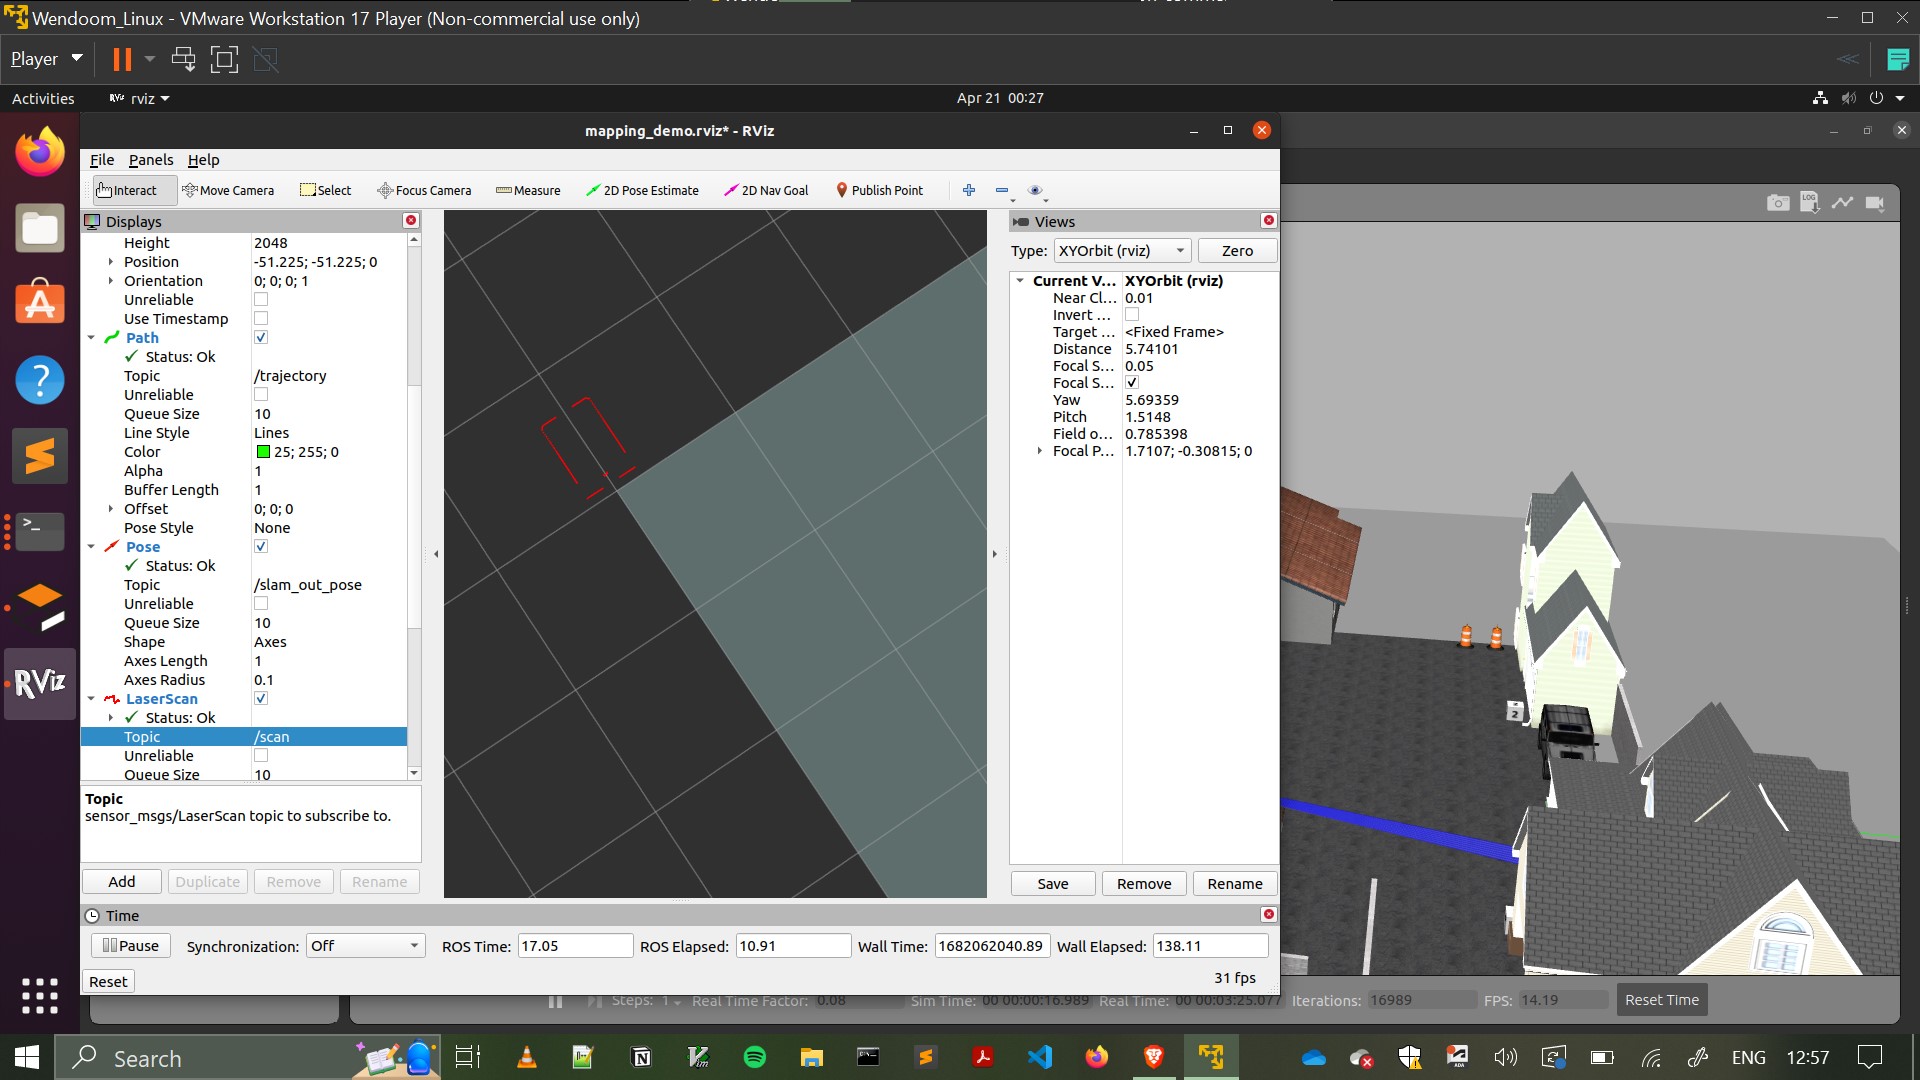 Wendoom_Linux - VMware Workstation 17 Player (Non-commercial use only)
Player
Activities
RViz rviz
Apr 21 00:27
mapping_demo.rviz* - RViz
File Panels Help
Interact Move Camera Select Focus Camera Measure 2D Pose Estimate 2D Nav Goal Publish Point
LOG
Displays
Height 2048
Position -51.225; -51.225; 0
Orientation 0; 0; 0; 1
Unreliable
Use Timestamp
Path
Status: Ok
Topic /trajectory
Unreliable
Queue Size 10
Line Style Lines
Color 25; 255; 0
Alpha 1
Buffer Length 1
Offset 0; 0; 0
Pose Style None
Pose
Status: Ok
Topic /slam_out_pose
Unreliable
Queue Size 10
Shape Axes
Axes Length 1
Axes Radius 0.1
LaserScan
Status: Ok
Topic /scan
Unreliable
Queue Size 10
Topic
sensor_msgs/LaserScan topic to subscribe to.
Add Duplicate Remove Rename
Views
Type: XYOrbit (rviz) Zero
Current V... XYOrbit (rviz)
Near Cl... 0.01
Invert ...
Target ... <Fixed Frame>
Distance 5.74101
Focal S... 0.05
Focal S...
Yaw 5.69359
Pitch 1.5148
Field o... 0.785398
Focal P... 1.7107; -0.30815; 0
Save Remove Rename
2
RViz
Time
Pause Synchronization: Off ROS Time: 17.05 ROS Elapsed: 10.91 Wall Time: 1682062040.89 Wall Elapsed: 138.11
Reset
31 fps
Steps: 1 Real Time Factor: 0.08 Sim Time: 00 00:00:16.989 Real Time: 00 00:03:25.077 Iterations: 16989 FPS: 14.19 Reset Time
Search
ENG 12:57